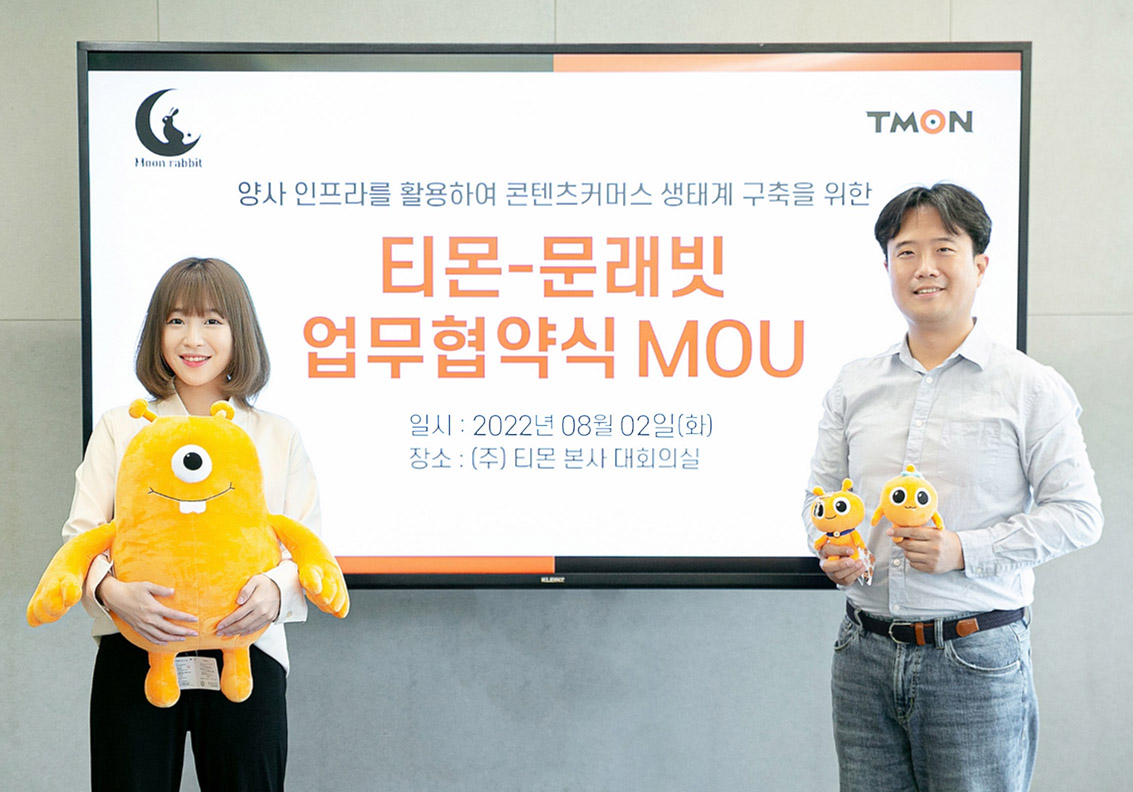 Moon rabbit
TMON
양사 인프라를 활용하여 콘텐츠커머스 생태계 구축을 위한
티몬-문래빗
업무협약식 MOU
일시 : 2022년 08월 02일(화)
장소 : (주) 티몬 본사 대회의실